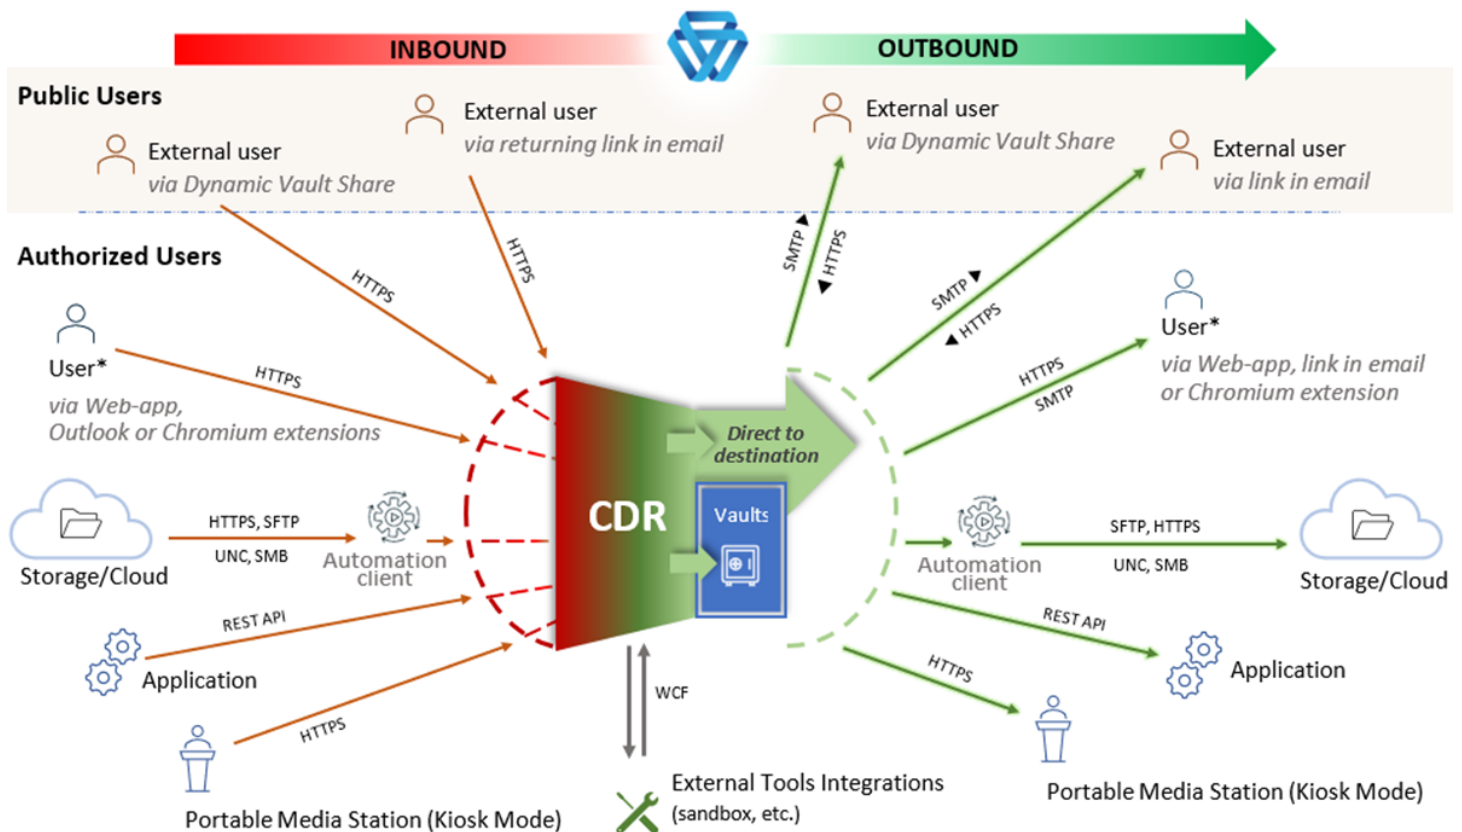 INBOUND
OUTBOUND
Public Users
External user
via Dynamic Vault Share
External user
via returning link in email
External user
via Dynamic Vault Share
External user
via link in email
HTTPS
HTTPS
SMTP
HTTPS
SMTP
HTTPS
Authorized Users
User*
via Web-app,
Outlook or Chromium extensions
HTTPS
HTTPS
SMTP
User*
via Web-app, link in email
or Chromium extension
Direct to
destination
CDR
Vaults
Storage/Cloud
HTTPS, SFTP
UNC, SMB
Automation
client
Automation
client
SFTP, HTTPS
UNC, SMB
Storage/Cloud
REST API
Application
REST API
Application
HTTPS
Portable Media Station (Kiosk Mode)
WCF
External Tools Integrations
(sandbox, etc.)
HTTPS
Portable Media Station (Kiosk Mode)